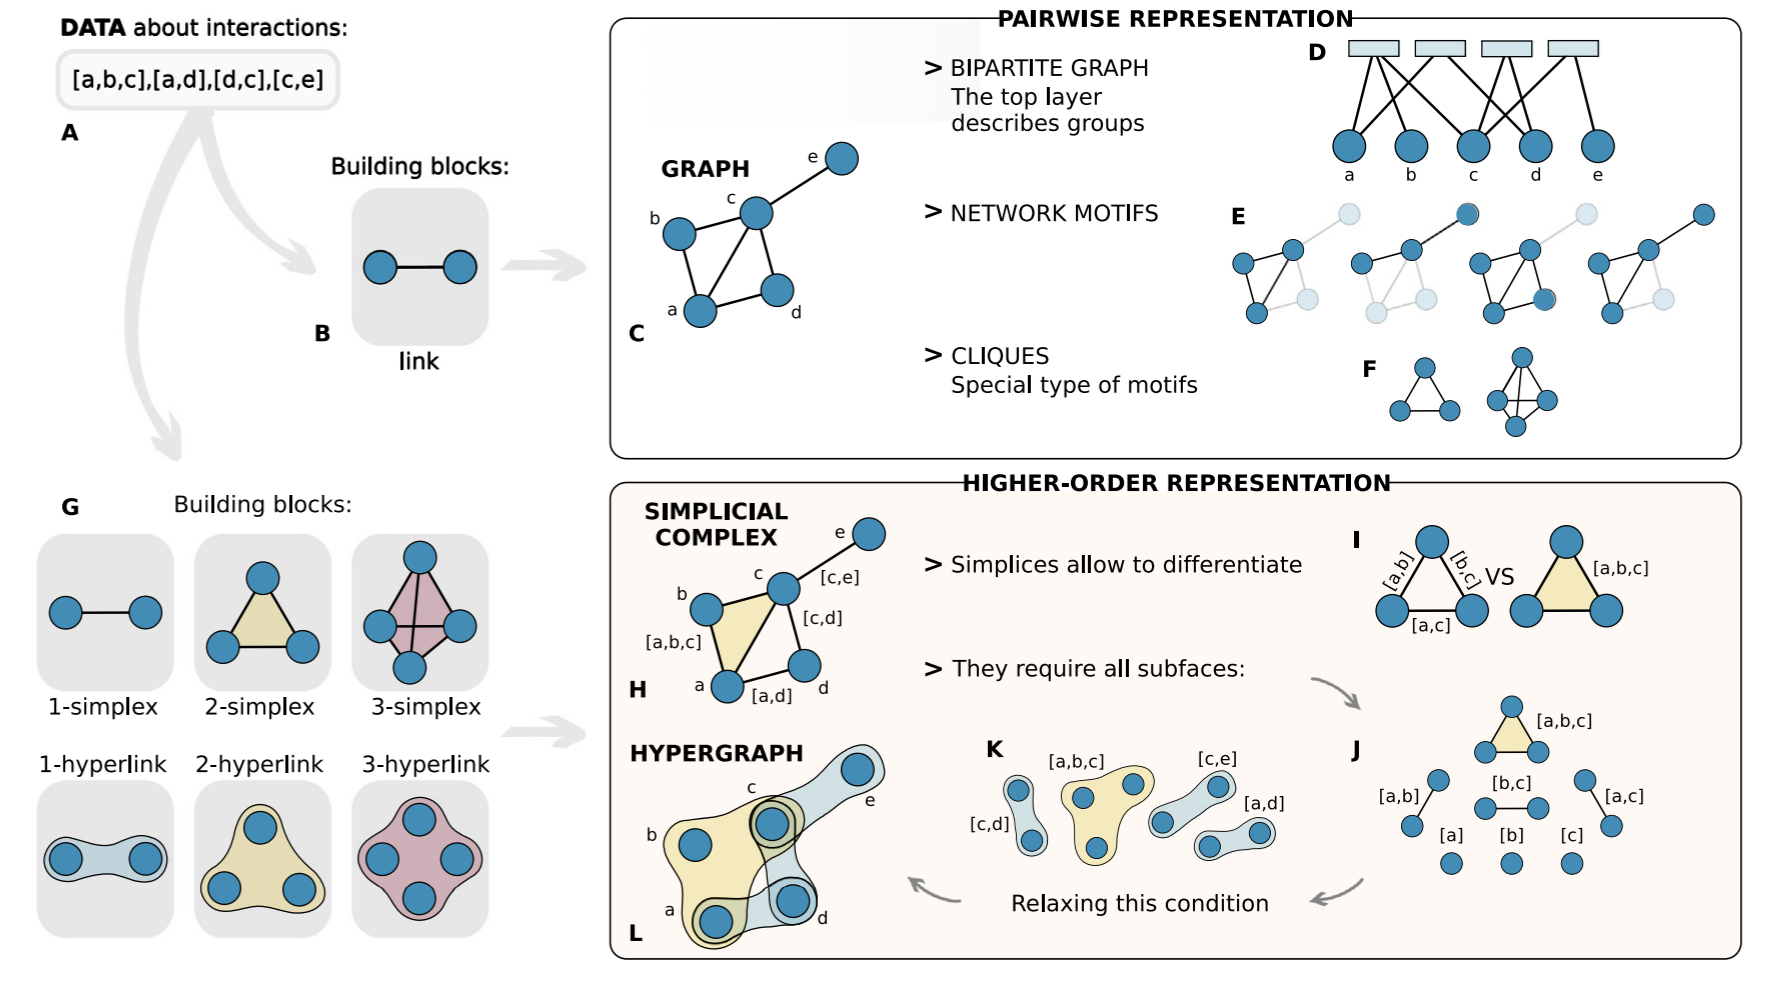 DATA about interactions:
[a,b,c],[a,d],[d,c],[c,e]
A
Building blocks:
B
link
PAIRWISE REPRESENTATION
GRAPH
e
c
b
a
d
C
> BIPARTITE GRAPH
The top layer
describes groups
D
a b c d e
> NETWORK MOTIFS
E
> CLIQUES
Special type of motifs
F
G
Building blocks:
1-simplex
2-simplex
3-simplex
1-hyperlink
2-hyperlink
3-hyperlink
HIGHER-ORDER REPRESENTATION
SIMPLICIAL
COMPLEX
e
c
[c,e]
b
[c,d]
[a,b,c]
a
[a,d]
d
H
> Simplices allow to differentiate
I
[a,b]
[b,c]
[a,c]
VS
[a,b,c]
> They require all subfaces:
J
[a,b,c]
[a,b]
[b,c]
[a,c]
[a]
[b]
[c]
Relaxing this condition
K
[a,b,c]
[c,e]
[c,d]
[a,d]
HYPERGRAPH
c
e
b
a
d
L